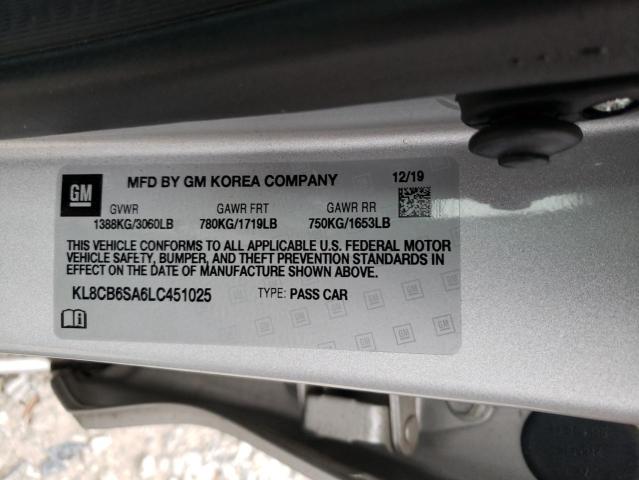 GM
MFD BY GM KOREA COMPANY 12/19
GVWR GAWR FRT GAWR RR
1388KG/3060LB 780KG/1719LB 750KG/1653LB
THIS VEHICLE CONFORMS TO ALL APPLICABLE U.S. FEDERAL MOTOR
VEHICLE SAFETY, BUMPER, AND THEFT PREVENTION STANDARDS IN
EFFECT ON THE DATE OF MANUFACTURE SHOWN ABOVE.
KL8CB6SA6LC451025 TYPE: PASS CAR